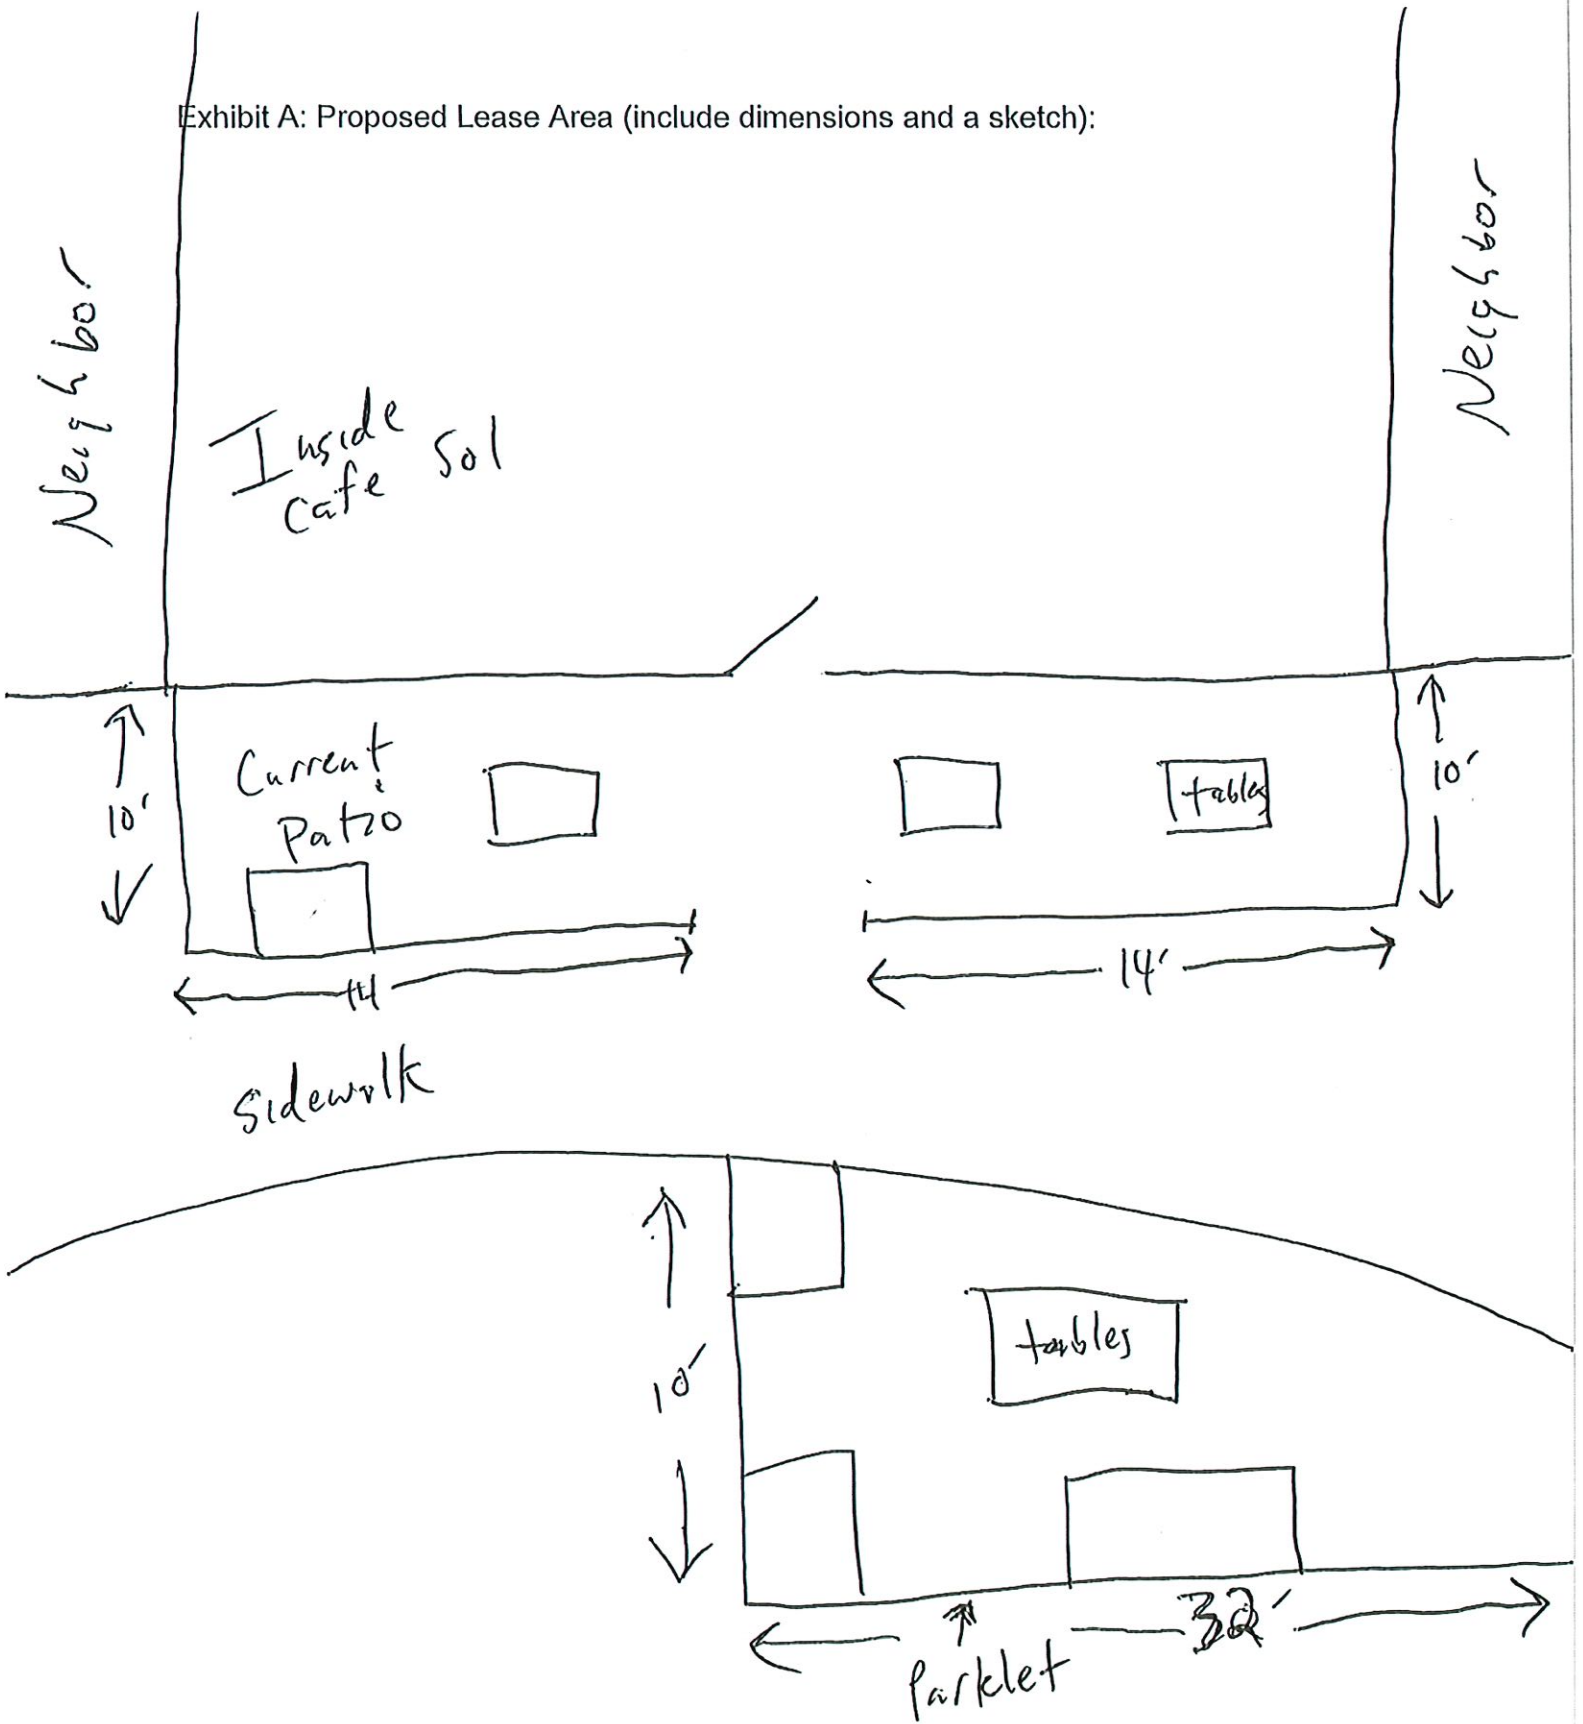 Exhibit A: Proposed Lease Area (include dimensions and a sketch):
Neighbor
Neighbor
Inside
Cafe Sol
Current
Patio
tables
10'
10'
14
14'
Sidewalk
tables
10'
32'
Parklet